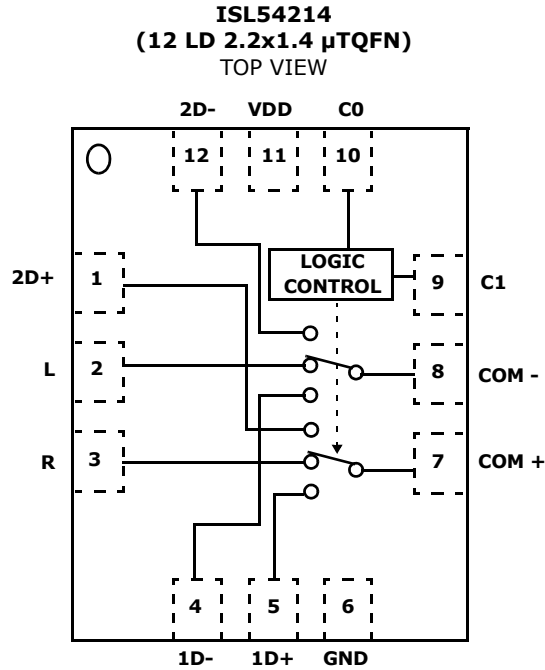 ISL54214
(12 LD 2.2x1.4 µTQFN)
TOP VIEW
2D- VDD C0
12 11 10
LOGIC
CONTROL
2D+ 1 9 C1
L 2 8 COM -
R 3 7 COM +
4 5 6
1D- 1D+ GND